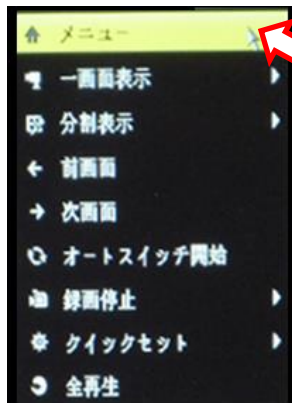 メニュー
一画面表示
分割表示
前画面
次画面
オートスイッチ開始
録画停止
クイックセット
全再生